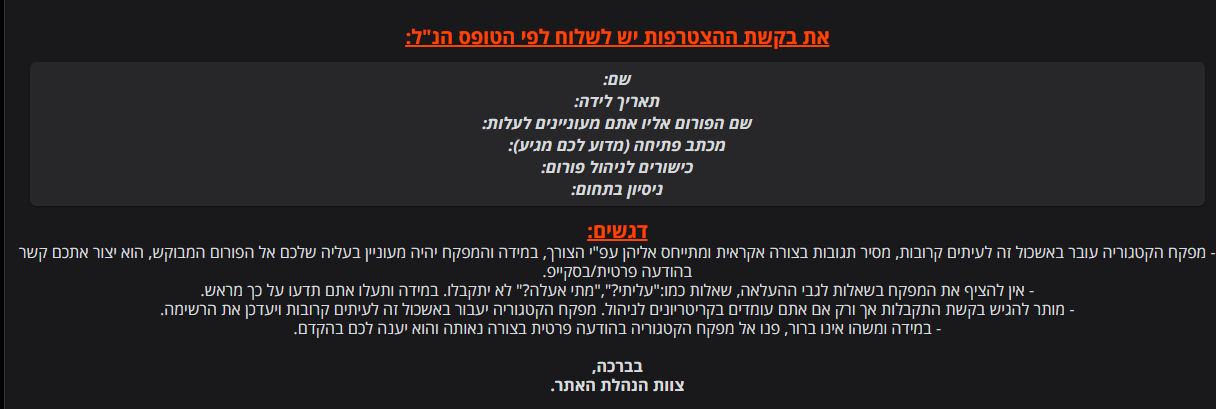 את בקשת ההצטרפות יש לשלוח לפי הטופס הנ"ל:
שם:
תאריך לידה:
שם הפורום אליו אתם מעוניינים לעלות:
מכתב פתיחה (מדוע לכם מגיע):
כישורים לניהול פורום:
ניסיון בתחום:
דגשים:
- מפקח הקטגוריה עובר באשכול זה לעיתים קרובות, מסיר תגובות בצורה אקראית ומתייחס אליהן עפ"י הצורך, במידה והמפקח יהיה מעוניין בעליה שלכם אל הפורום המבוקש, הוא יצור אתכם קשר
בהודעה פרטית/בסקייפ.
- אין להציף את המפקח בשאלות לגבי ההעלאה, שאלות כמו:"עליתי?","מתי אעלה?" לא יתקבלו. במידה ותעלו אתם תדעו על כך מראש.
- מותר להגיש בקשת התקבלות אך ורק אם אתם עומדים בקריטריונים לניהול. מפקח הקטגוריה יעבור באשכול זה לעיתים קרובות ויעדכן את הרשימה.
- במידה ומשהו אינו ברור, פנו אל מפקח הקטגוריה בהודעה פרטית בצורה נאותה והוא יענה לכם בהקדם.
בברכה,
צוות הנהלת האתר.